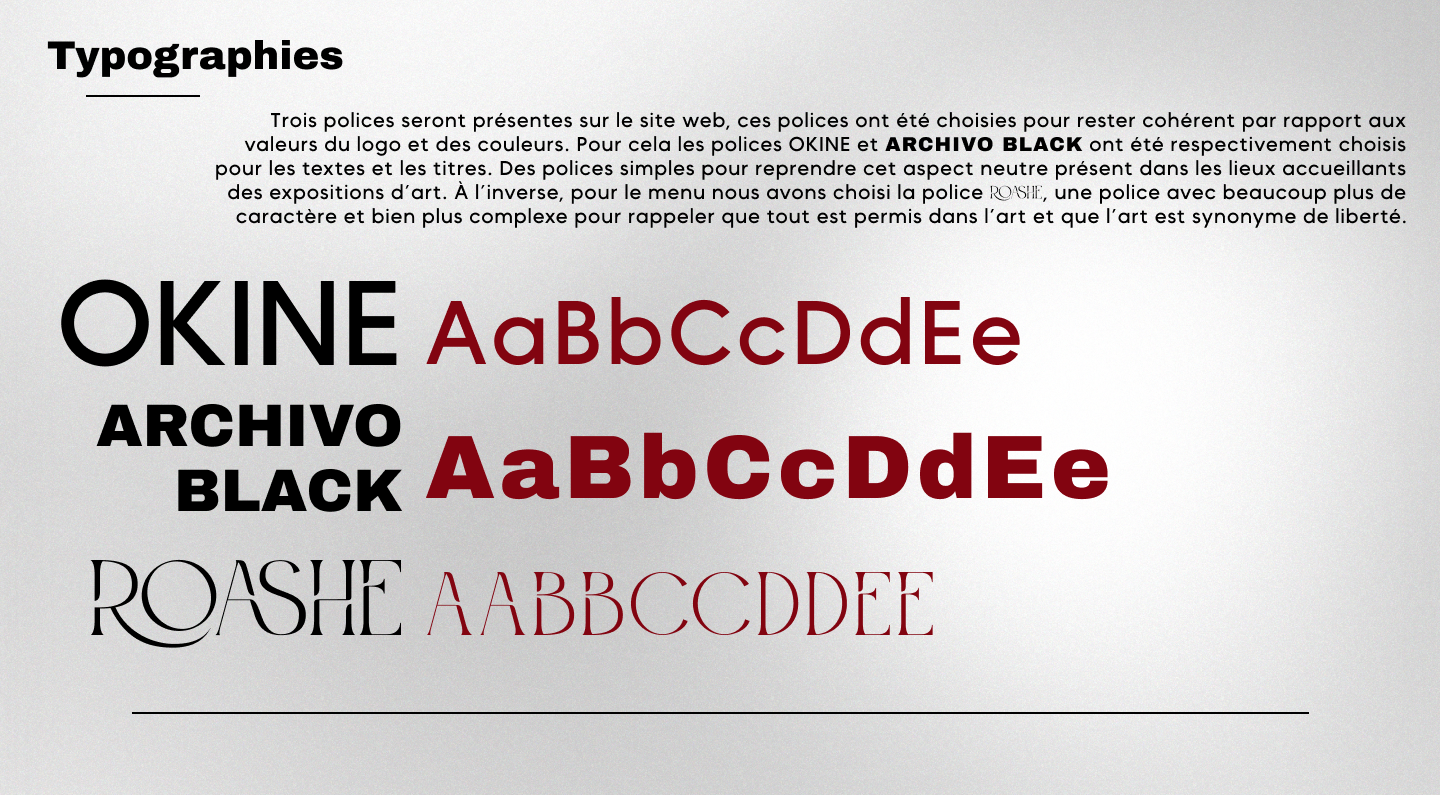 Typographies
Trois polices seront présentes sur le site web, ces polices ont été choisies pour rester cohérent par rapport aux
valeurs du logo et des couleurs. Pour cela les polices OKINE et ARCHIVO BLACK ont été respectivement choisis
pour les textes et les titres. Des polices simples pour reprendre cet aspect neutre présent dans les lieux accueillants
des expositions d’art. À l’inverse, pour le menu nous avons choisi la police ROASHE, une police avec beaucoup plus de
caractère et bien plus complexe pour rappeler que tout est permis dans l’art et que l’art est synonyme de liberté.
OKINE AaBbCcDdEe
ARCHIVO
BLACK AaBbCcDdEe
ROASHE AABBCCDDEE